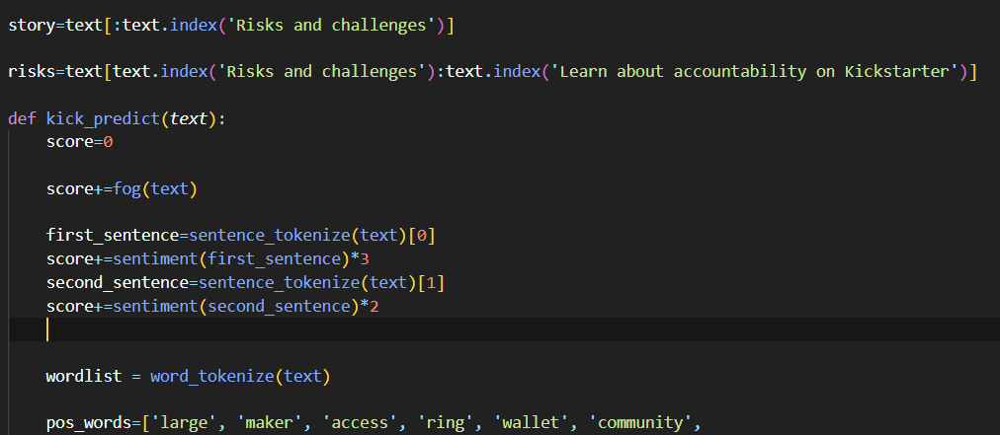 story=text[:text.index('Risks and challenges')]
risks=text[text.index('Risks and challenges'):text.index('Learn about accountability on Kickstarter')]
def kick_predict(text):
score=0
score+=fog(text)
first_sentence=sentence_tokenize(text)[0]
score+=sentiment(first_sentence)*3
second_sentence=sentence_tokenize(text)[1]
score+=sentiment(second_sentence)*2
wordlist = word_tokenize(text)
pos_words=['large', 'maker', 'access', 'ring', 'wallet', 'community',